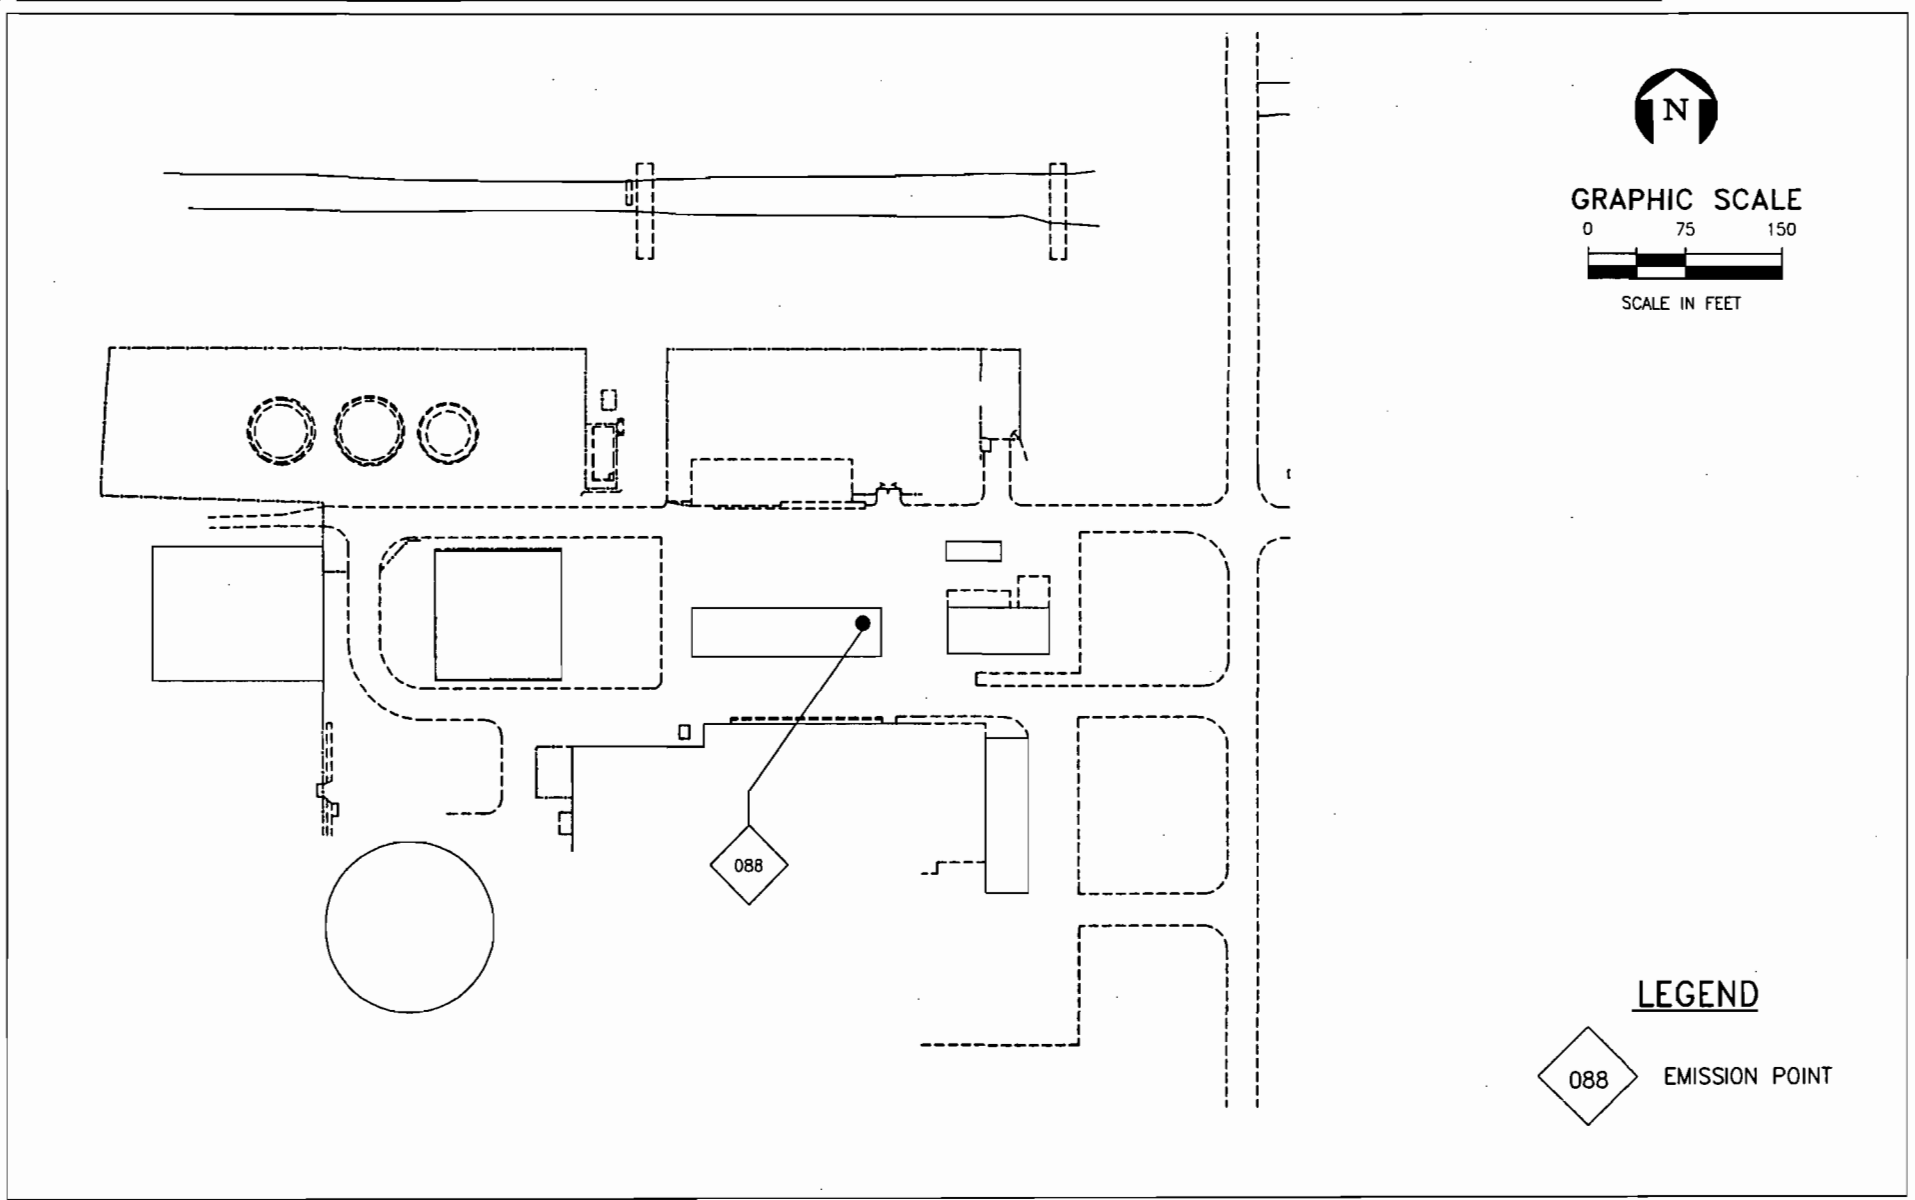 N
GRAPHIC SCALE
0 75 150
SCALE IN FEET
088
LEGEND
088 EMISSION POINT